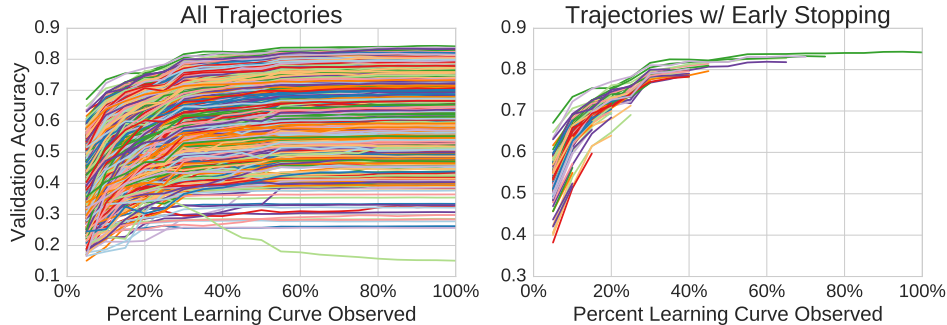 All Trajectories
0.9
0.8
0.7
0.6
0.5
0.4
0.3
0.2
0.1
Validation Accuracy
0% 20% 40% 60% 80% 100%
Percent Learning Curve Observed
Trajectories w/ Early Stopping
0.9
0.8
0.7
0.6
0.5
0.4
0.3
0% 20% 40% 60% 80% 100%
Percent Learning Curve Observed